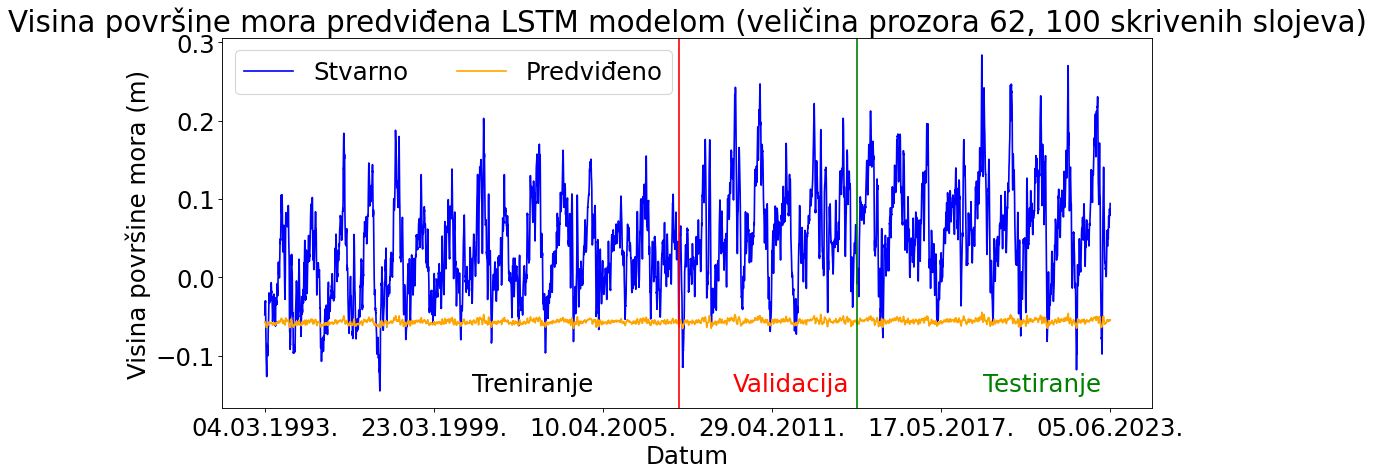 Visina površine mora predviđena LSTM modelom (veličina prozora 62, 100 skrivenih slojeva)
Stvarno Predviđeno
Visina površine mora (m)
0.3
0.2
0.1
0.0
−0.1
Treniranje Validacija Testiranje
04.03.1993. 23.03.1999. 10.04.2005. 29.04.2011. 17.05.2017. 05.06.2023.
Datum